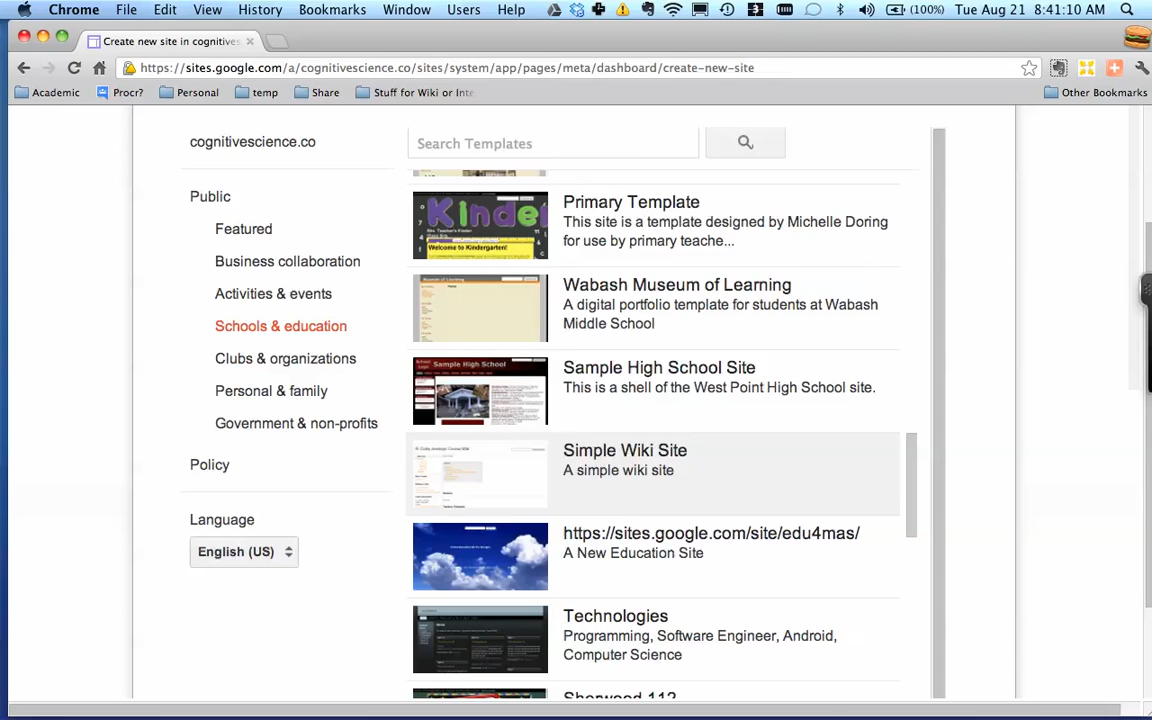 Chrome File Edit View History Bookmarks Window Users Help (100%) Tue Aug 21 8:41:10 AM
Create new site in cognitives
https://sites.google.com/a/cognitivescience.co/sites/system/app/pages/meta/dashboard/create-new-site
Academic Procr? Personal temp Share Stuff for Wiki or Inte Other Bookmarks
cognitivescience.co
Search Templates
Public
Featured
Business collaboration
Activities & events
Schools & education
Clubs & organizations
Personal & family
Government & non-profits
Policy
Language
English (US)
Kinde
Welcome to Kindergarten!
Primary Template
This site is a template designed by Michelle Doring
for use by primary teache...
Museum of Learning
Wabash Museum of Learning
A digital portfolio template for students at Wabash
Middle School
Sample High School
Sample High School Site
This is a shell of the West Point High School site.
Simple Wiki Site
A simple wiki site
https://sites.google.com/site/edu4mas/
A New Education Site
Technologies
Programming, Software Engineer, Android,
Computer Science
Sherwood 112